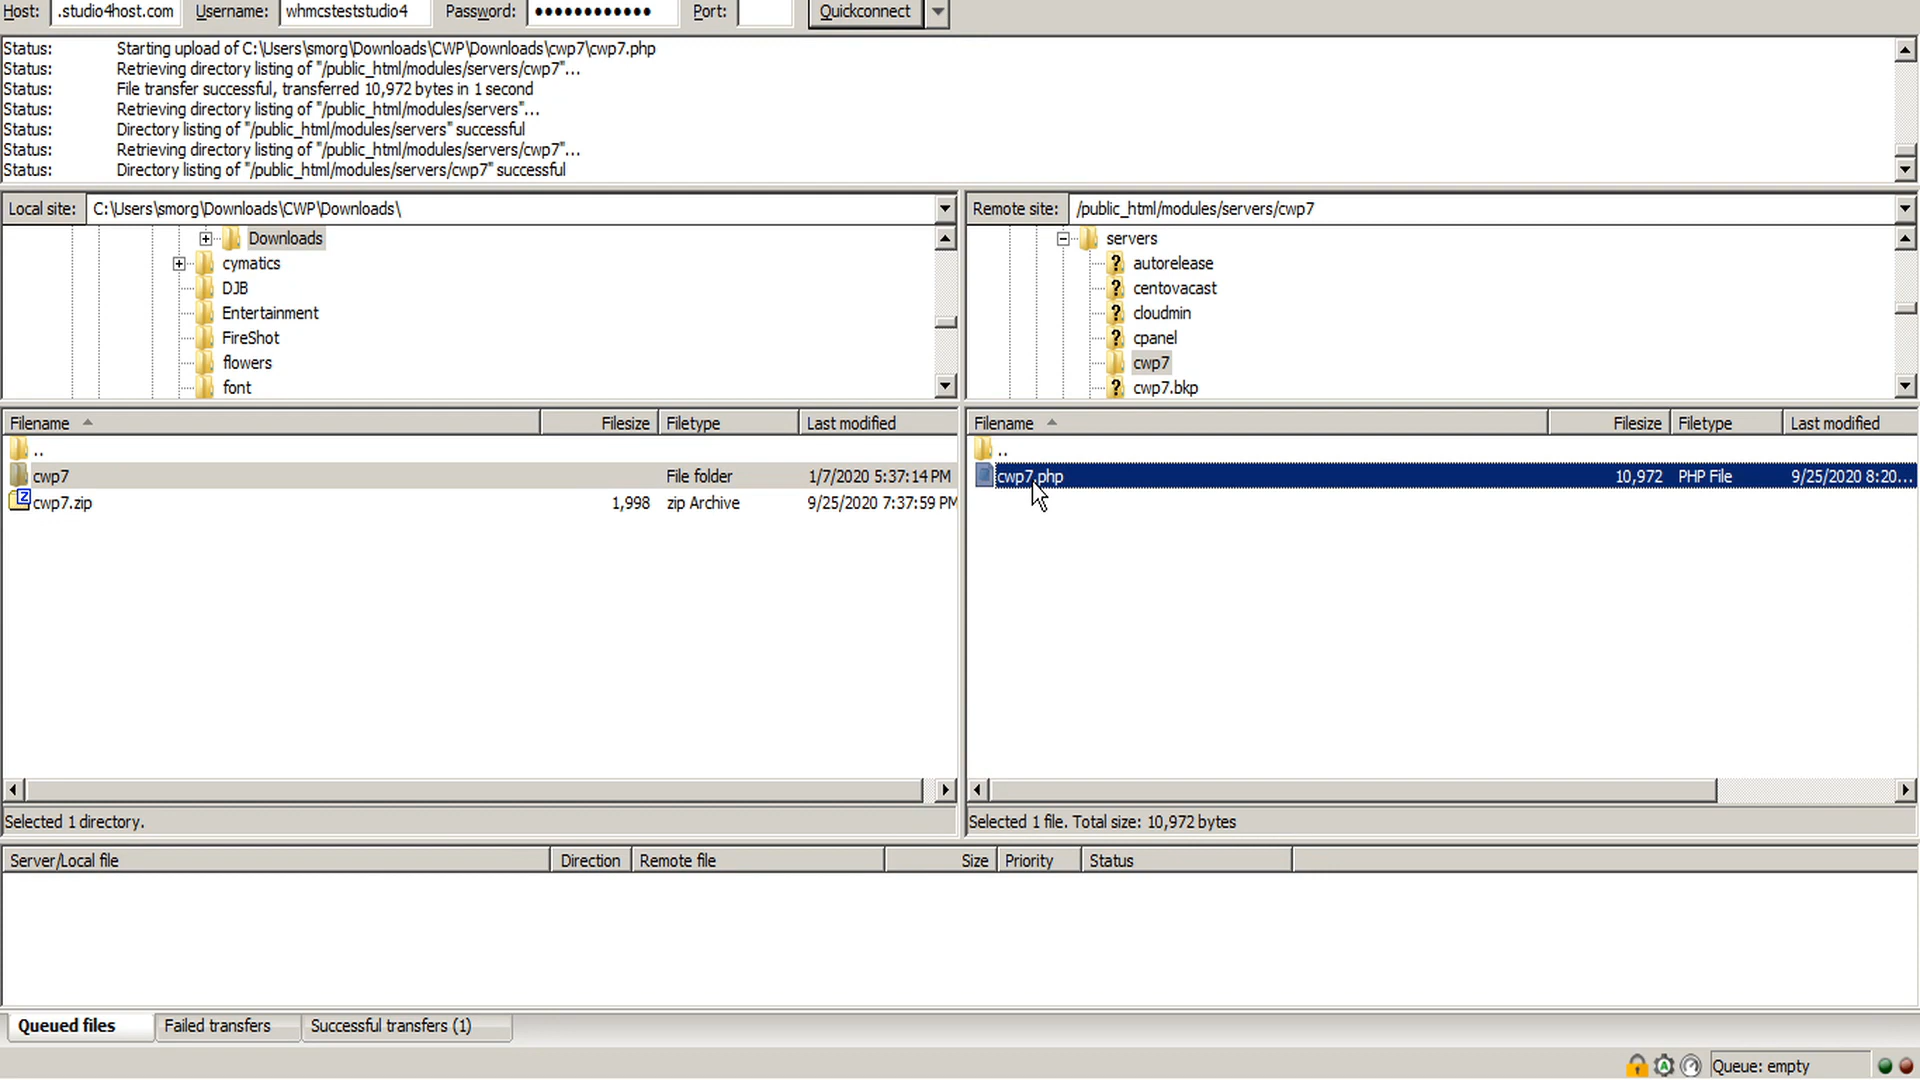 Host: .studio4host.com Username: whmcsteststudio4 Password: •••••••••••• Port: Quickconnect
Status: Starting upload of C:\Users\smorg\Downloads\CWP\Downloads\cwp7\cwp7.php
Status: Retrieving directory listing of "/public_html/modules/servers/cwp7"...
Status: File transfer successful, transferred 10,972 bytes in 1 second
Status: Retrieving directory listing of "/public_html/modules/servers"...
Status: Directory listing of "/public_html/modules/servers" successful
Status: Retrieving directory listing of "/public_html/modules/servers/cwp7"...
Status: Directory listing of "/public_html/modules/servers/cwp7" successful
Local site: C:\Users\smorg\Downloads\CWP\Downloads\
Downloads
cymatics
DJB
Entertainment
FireShot
flowers
font
Filename Filesize Filetype Last modified
..
cwp7 File folder 1/7/2020 5:37:14 PM
cwp7.zip 1,998 zip Archive 9/25/2020 7:37:59 PM
Selected 1 directory.
Remote site: /public_html/modules/servers/cwp7
servers
autorelease
centovacast
cloudmin
cpanel
cwp7
cwp7.bkp
Filename Filesize Filetype Last modified
..
cwp7.php 10,972 PHP File 9/25/2020 8:20...
Selected 1 file. Total size: 10,972 bytes
Server/Local file Direction Remote file Size Priority Status
Queued files Failed transfers Successful transfers (1)
Queue: empty